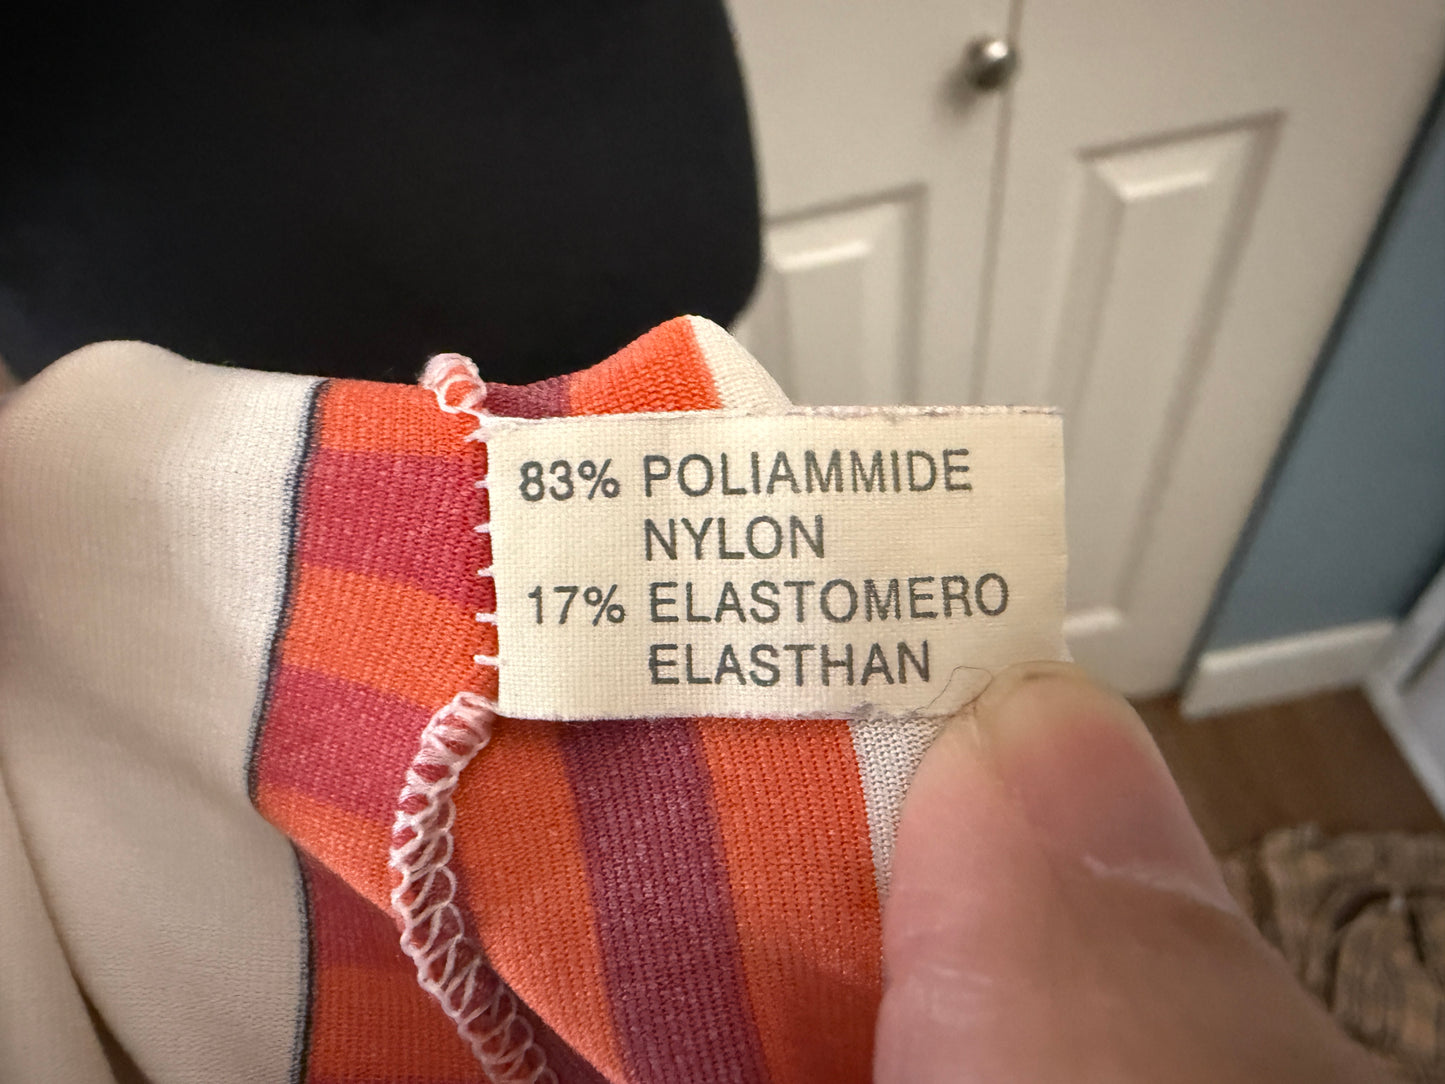 83% POLIAMMIDE
NYLON
17% ELASTOMERO
ELASTHAN